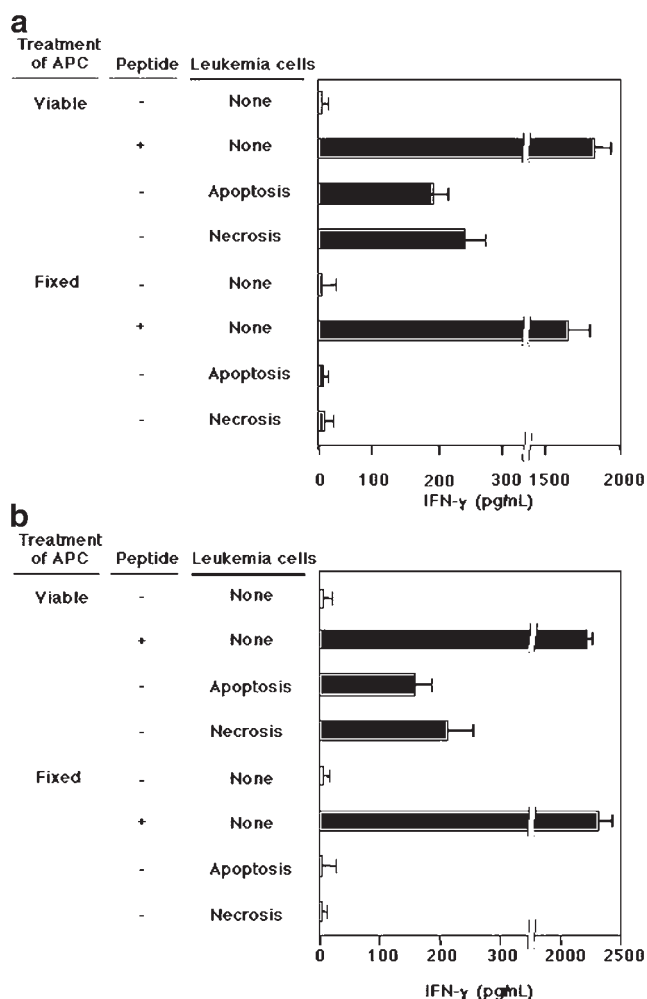 a
Treatment
of APC Peptide Leukemia cells
Viable - None
+ None
- Apoptosis
- Necrosis
Fixed - None
+ None
- Apoptosis
- Necrosis
0 100 200 300 1500 2000
IFN-γ (pg/mL)
b
Treatment
of APC Peptide Leukemia cells
Viable - None
+ None
- Apoptosis
- Necrosis
Fixed - None
+ None
- Apoptosis
- Necrosis
0 100 200 300 2000 2500
IFN-γ (pg/mL)